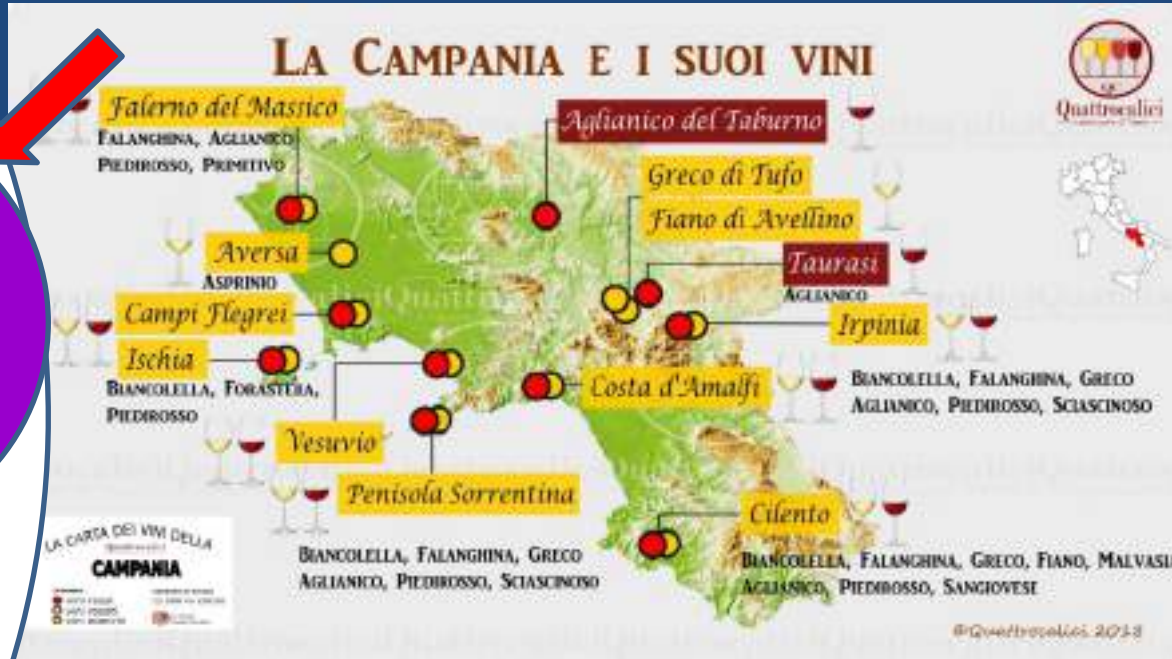 LA CAMPANIA E I SUOI VINI
Quattrocalici
Falerno del Massico
FALANGHINA, AGLIANICO
PIEDIROSSO, PRIMITIVO
Aglianico del Taburno
Greco di Tufo
Fiano di Avellino
Aversa
ASPRINIO
Taurasi
AGLIANICO
Campi Flegrei
Irpinia
Ischia
BIANCOLELLA, FORASTERA,
PIEDIROSSO
Costa d'Amalfi
BIANCOLELLA, FALANGHINA, GRECO
AGLIANICO, PIEDIROSSO, SCIASCINOSO
Vesuvio
Penisola Sorrentina
BIANCOLELLA, FALANGHINA, GRECO
AGLIANICO, PIEDIROSSO, SCIASCINOSO
Cilento
BIANCOLELLA, FALANGHINA, GRECO, FIANO, MALVASI
AGLIANICO, PIEDIROSSO, SANGIOVESE
LA CARTA DEI VINI DELLA
CAMPANIA
©Quattrocalici 2018